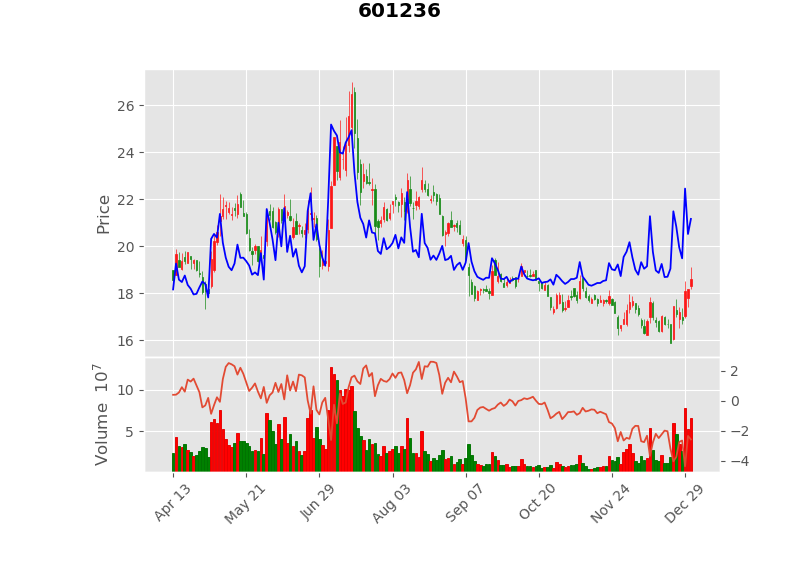 601236
26
24
22
20
18
16
Price
10
5
Volume 10^7
2
0
−2
−4
Apr 13
May 21
Jun 29
Aug 03
Sep 07
Oct 20
Nov 24
Dec 29